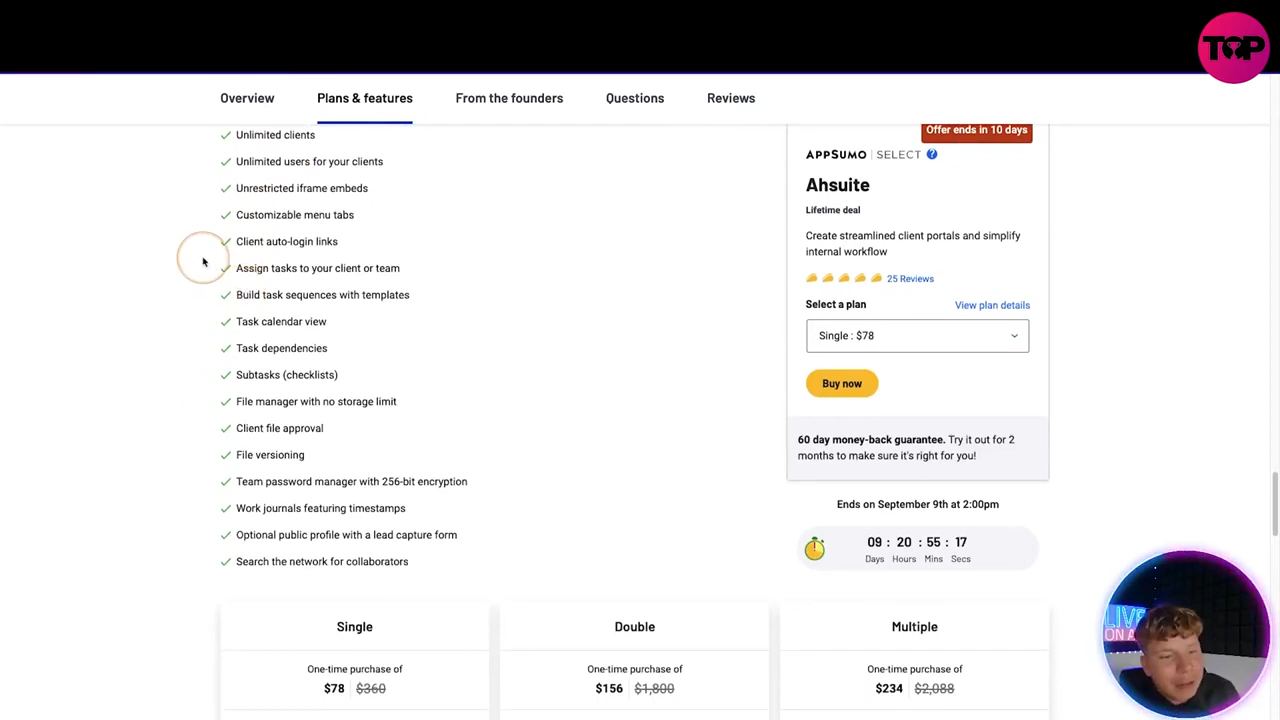 TOP
Overview
Plans & features
From the founders
Questions
Reviews
Unlimited clients
Unlimited users for your clients
Unrestricted iframe embeds
Customizable menu tabs
Client auto-login links
Assign tasks to your client or team
Build task sequences with templates
Task calendar view
Task dependencies
Subtasks (checklists)
File manager with no storage limit
Client file approval
File versioning
Team password manager with 256-bit encryption
Work journals featuring timestamps
Optional public profile with a lead capture form
Search the network for collaborators
Offer ends in 10 days
APPSUMO | SELECT ?
Ahsuite
Lifetime deal
Create streamlined client portals and simplify
internal workflow
25 Reviews
Select a plan
View plan details
Single : $78
Buy now
60 day money-back guarantee. Try it out for 2
months to make sure it's right for you!
Ends on September 9th at 2:00pm
09 : 20 : 55 : 17
Days Hours Mins Secs
Single
One-time purchase of
$78 $360
Double
One-time purchase of
$156 $1,800
Multiple
One-time purchase of
$234 $2,088
LIVE
ON A